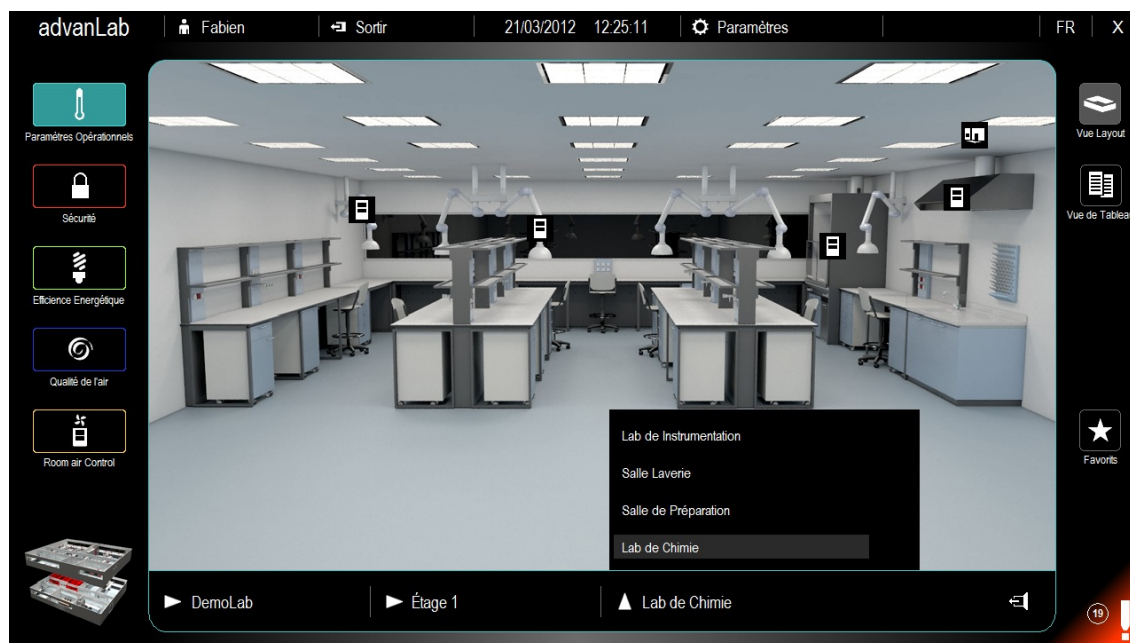 advanLab
Fabien
Sortir
21/03/2012 12:25:11
Paramètres
FR
X
Paramètres Opérationnels
Sécurité
Efficience Energétique
Qualité de l'air
Room air Control
Vue Layout
Vue de Tableau
Favorits
Lab de Instrumentation
Salle Laverie
Salle de Préparation
Lab de Chimie
DemoLab
Étage 1
Lab de Chimie
19
!